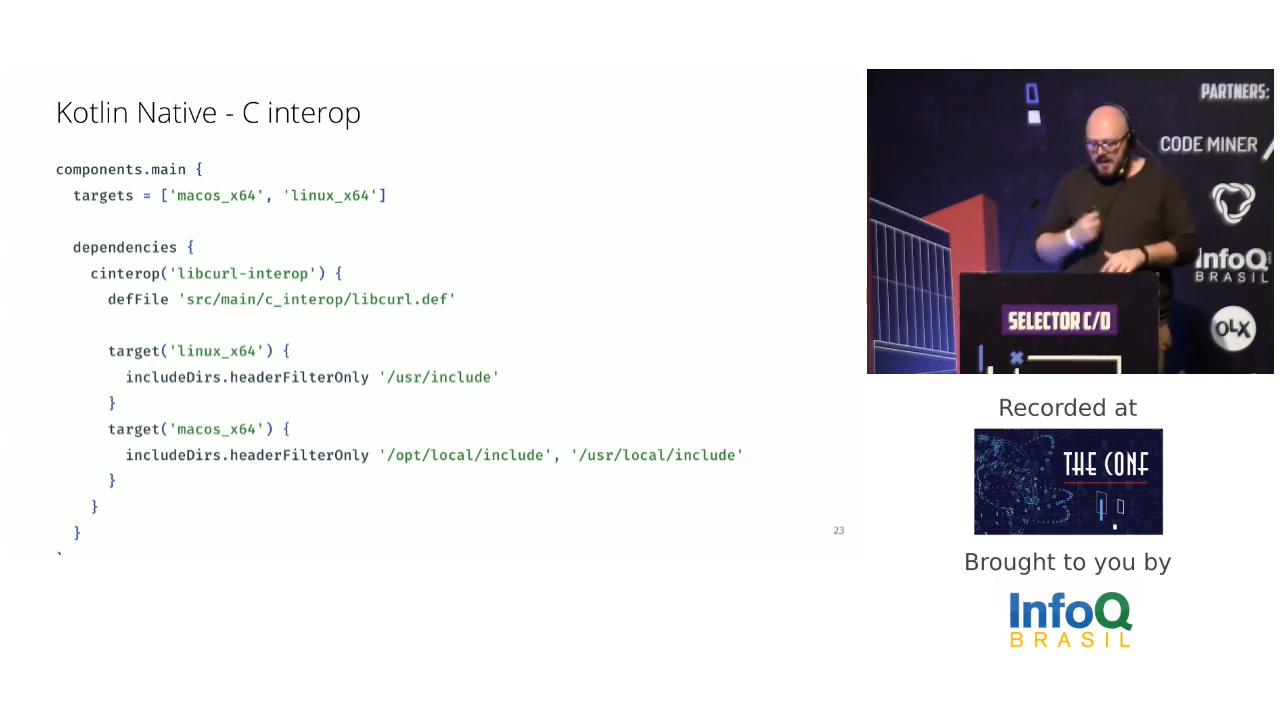 Kotlin Native - C interop
components.main {
targets = ['macos_x64', 'linux_x64']
dependencies {
cinterop('libcurl-interop') {
defFile 'src/main/c_interop/libcurl.def'
target('linux_x64') {
includeDirs.headerFilterOnly '/usr/include'
}
target('macos_x64') {
includeDirs.headerFilterOnly '/opt/local/include', '/usr/local/include'
}
}
}
23
PARTNERS:
CODE MINER
InfoQ
BRASIL
OLX
SELECTOR C/D
Recorded at
THE CONF
Brought to you by
InfoQ
BRASIL